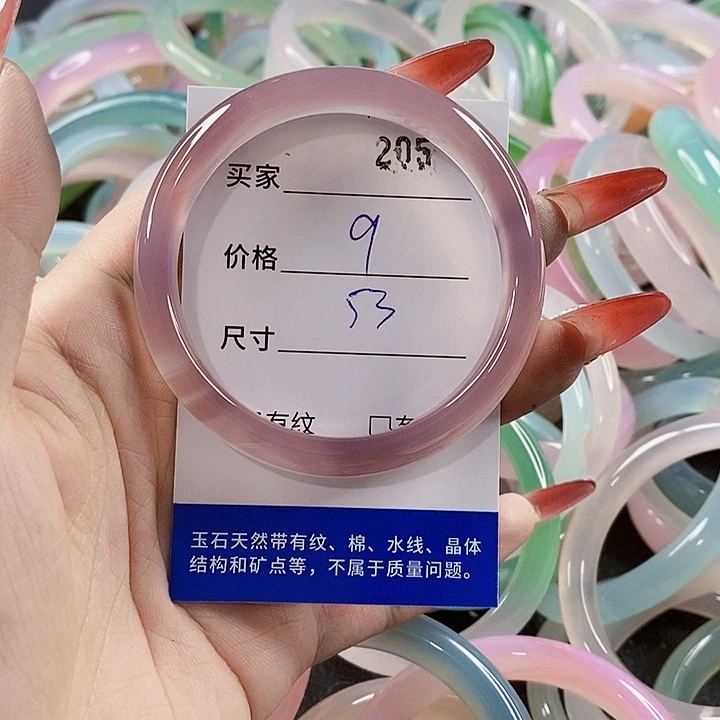 205
买家
价格 9
尺寸 53
有纹
玉石天然带有纹、棉、水线、晶体
结构和矿点等，不属于质量问题。